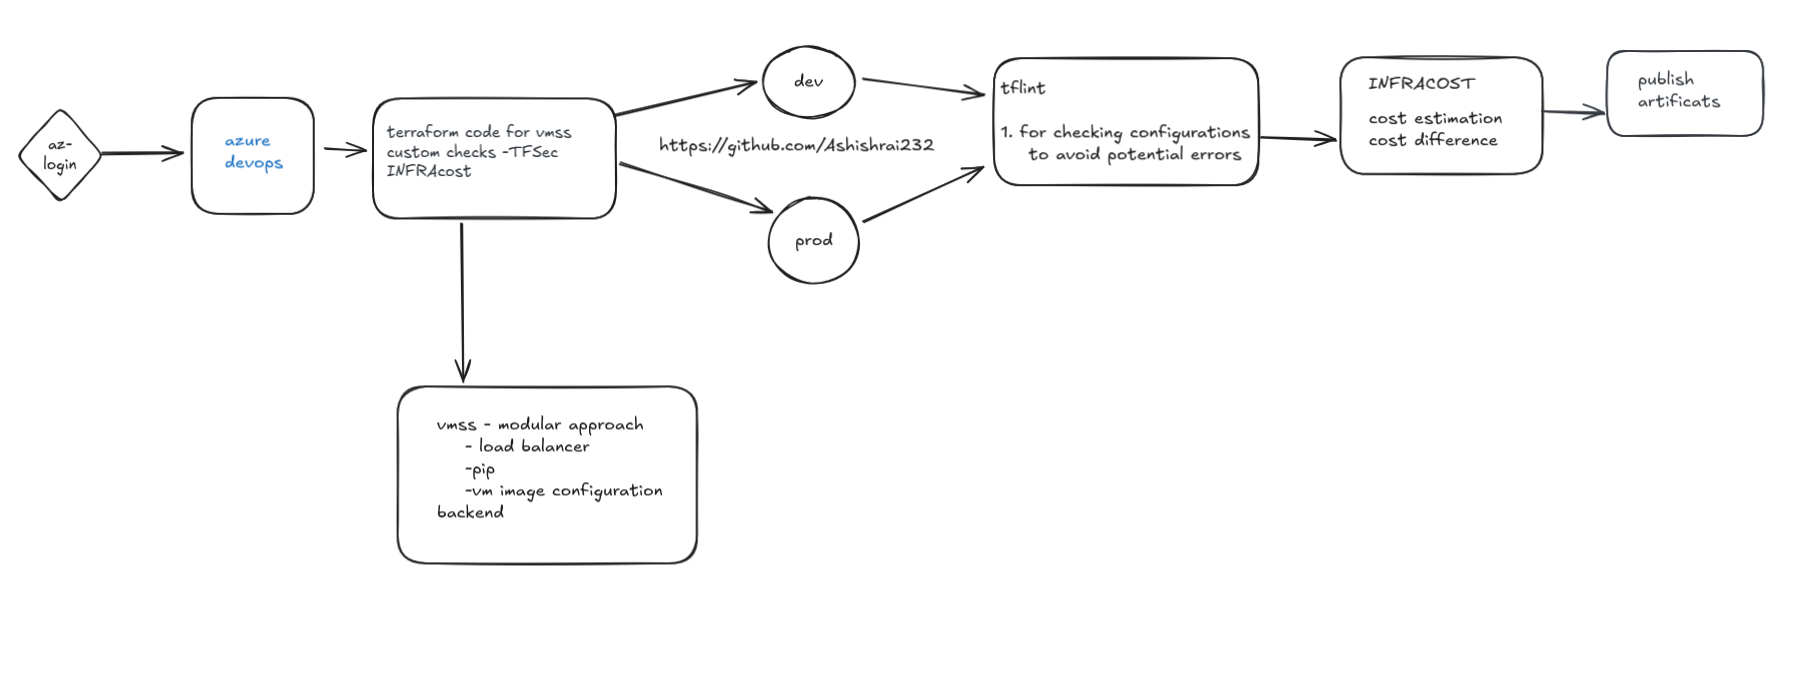 az-
login
azure
devops
terraform code for vmss
custom checks -TFSec
INFRAcost
dev
https://github.com/Ashishrai232
prod
tflint
1. for checking configurations
to avoid potential errors
INFRACOST
cost estimation
cost difference
publish
artificats
vmss - modular approach
- load balancer
-pip
-vm image configuration
backend